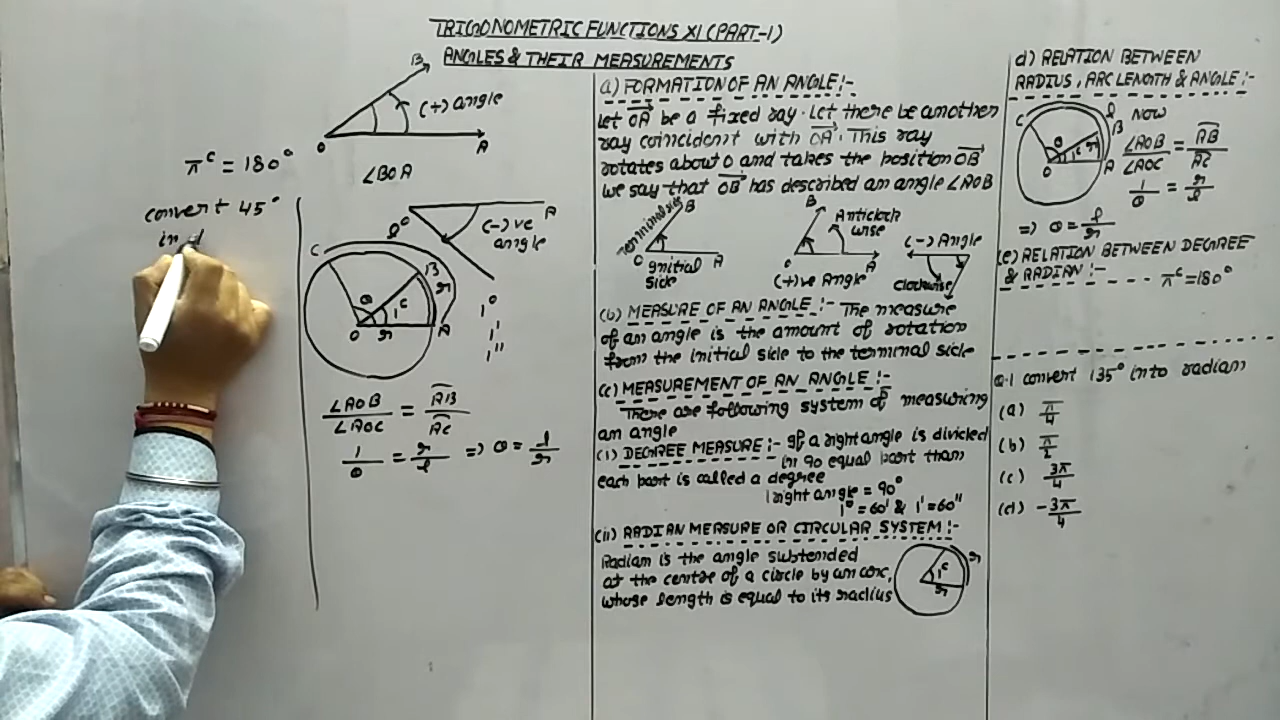 TRIGONOMETRIC FUNCTIONS XI (PART-1)
ANGLES & THEIR MEASUREMENTS
B
(+) angle
O
A
∠BOA
πᶜ = 180°
convert 45°
in
A
(-)ve
angle
C
l
B
r
θ
1ᶜ
O
r
A
1°
1'
1"
∠AOB / ∠AOC = AB / AC
1/θ = r/l ⇒ θ = l/r
a) FORMATION OF AN ANGLE :-
Let OA be a fixed ray. Let there be another
ray coincident with OA. This ray
rotates about O and takes the position OB
we say that OB has described an angle ∠AOB
Terminal side
B
O
Initial
side
A
B
Anticlock
wise
O
A
(+)ve Angle
(-) Angle
Clockwise
(b) MEASURE OF AN ANGLE :- The measure
of an angle is the amount of rotation
from the initial side to the terminal side
(c) MEASUREMENT OF AN ANGLE :-
There are following system of measuring
an angle
(i) DEGREE MEASURE :- If a right angle is divided
in 90 equal part than
each part is called a degree
1 right angle = 90°
1° = 60' & 1' = 60"
(ii) RADIAN MEASURE OR CIRCULAR SYSTEM :-
Radian is the angle subtended
at the centre of a circle by an arc,
whose length is equal to its radius
1ᶜ
r
r
d) RELATION BETWEEN
RADIUS, ARC LENGTH & ANGLE :-
C
l
B
θ
1ᶜ
r
O
A
NOW
∠AOB / ∠AOC = AB / AC
1/θ = r/l
⇒ θ = l/r
(e) RELATION BETWEEN DEGREE
& RADIAN :- πᶜ = 180°
Q.1 convert 135° into radian
(a) π/4
(b) π/2
(c) 3π/4
(d) -3π/4